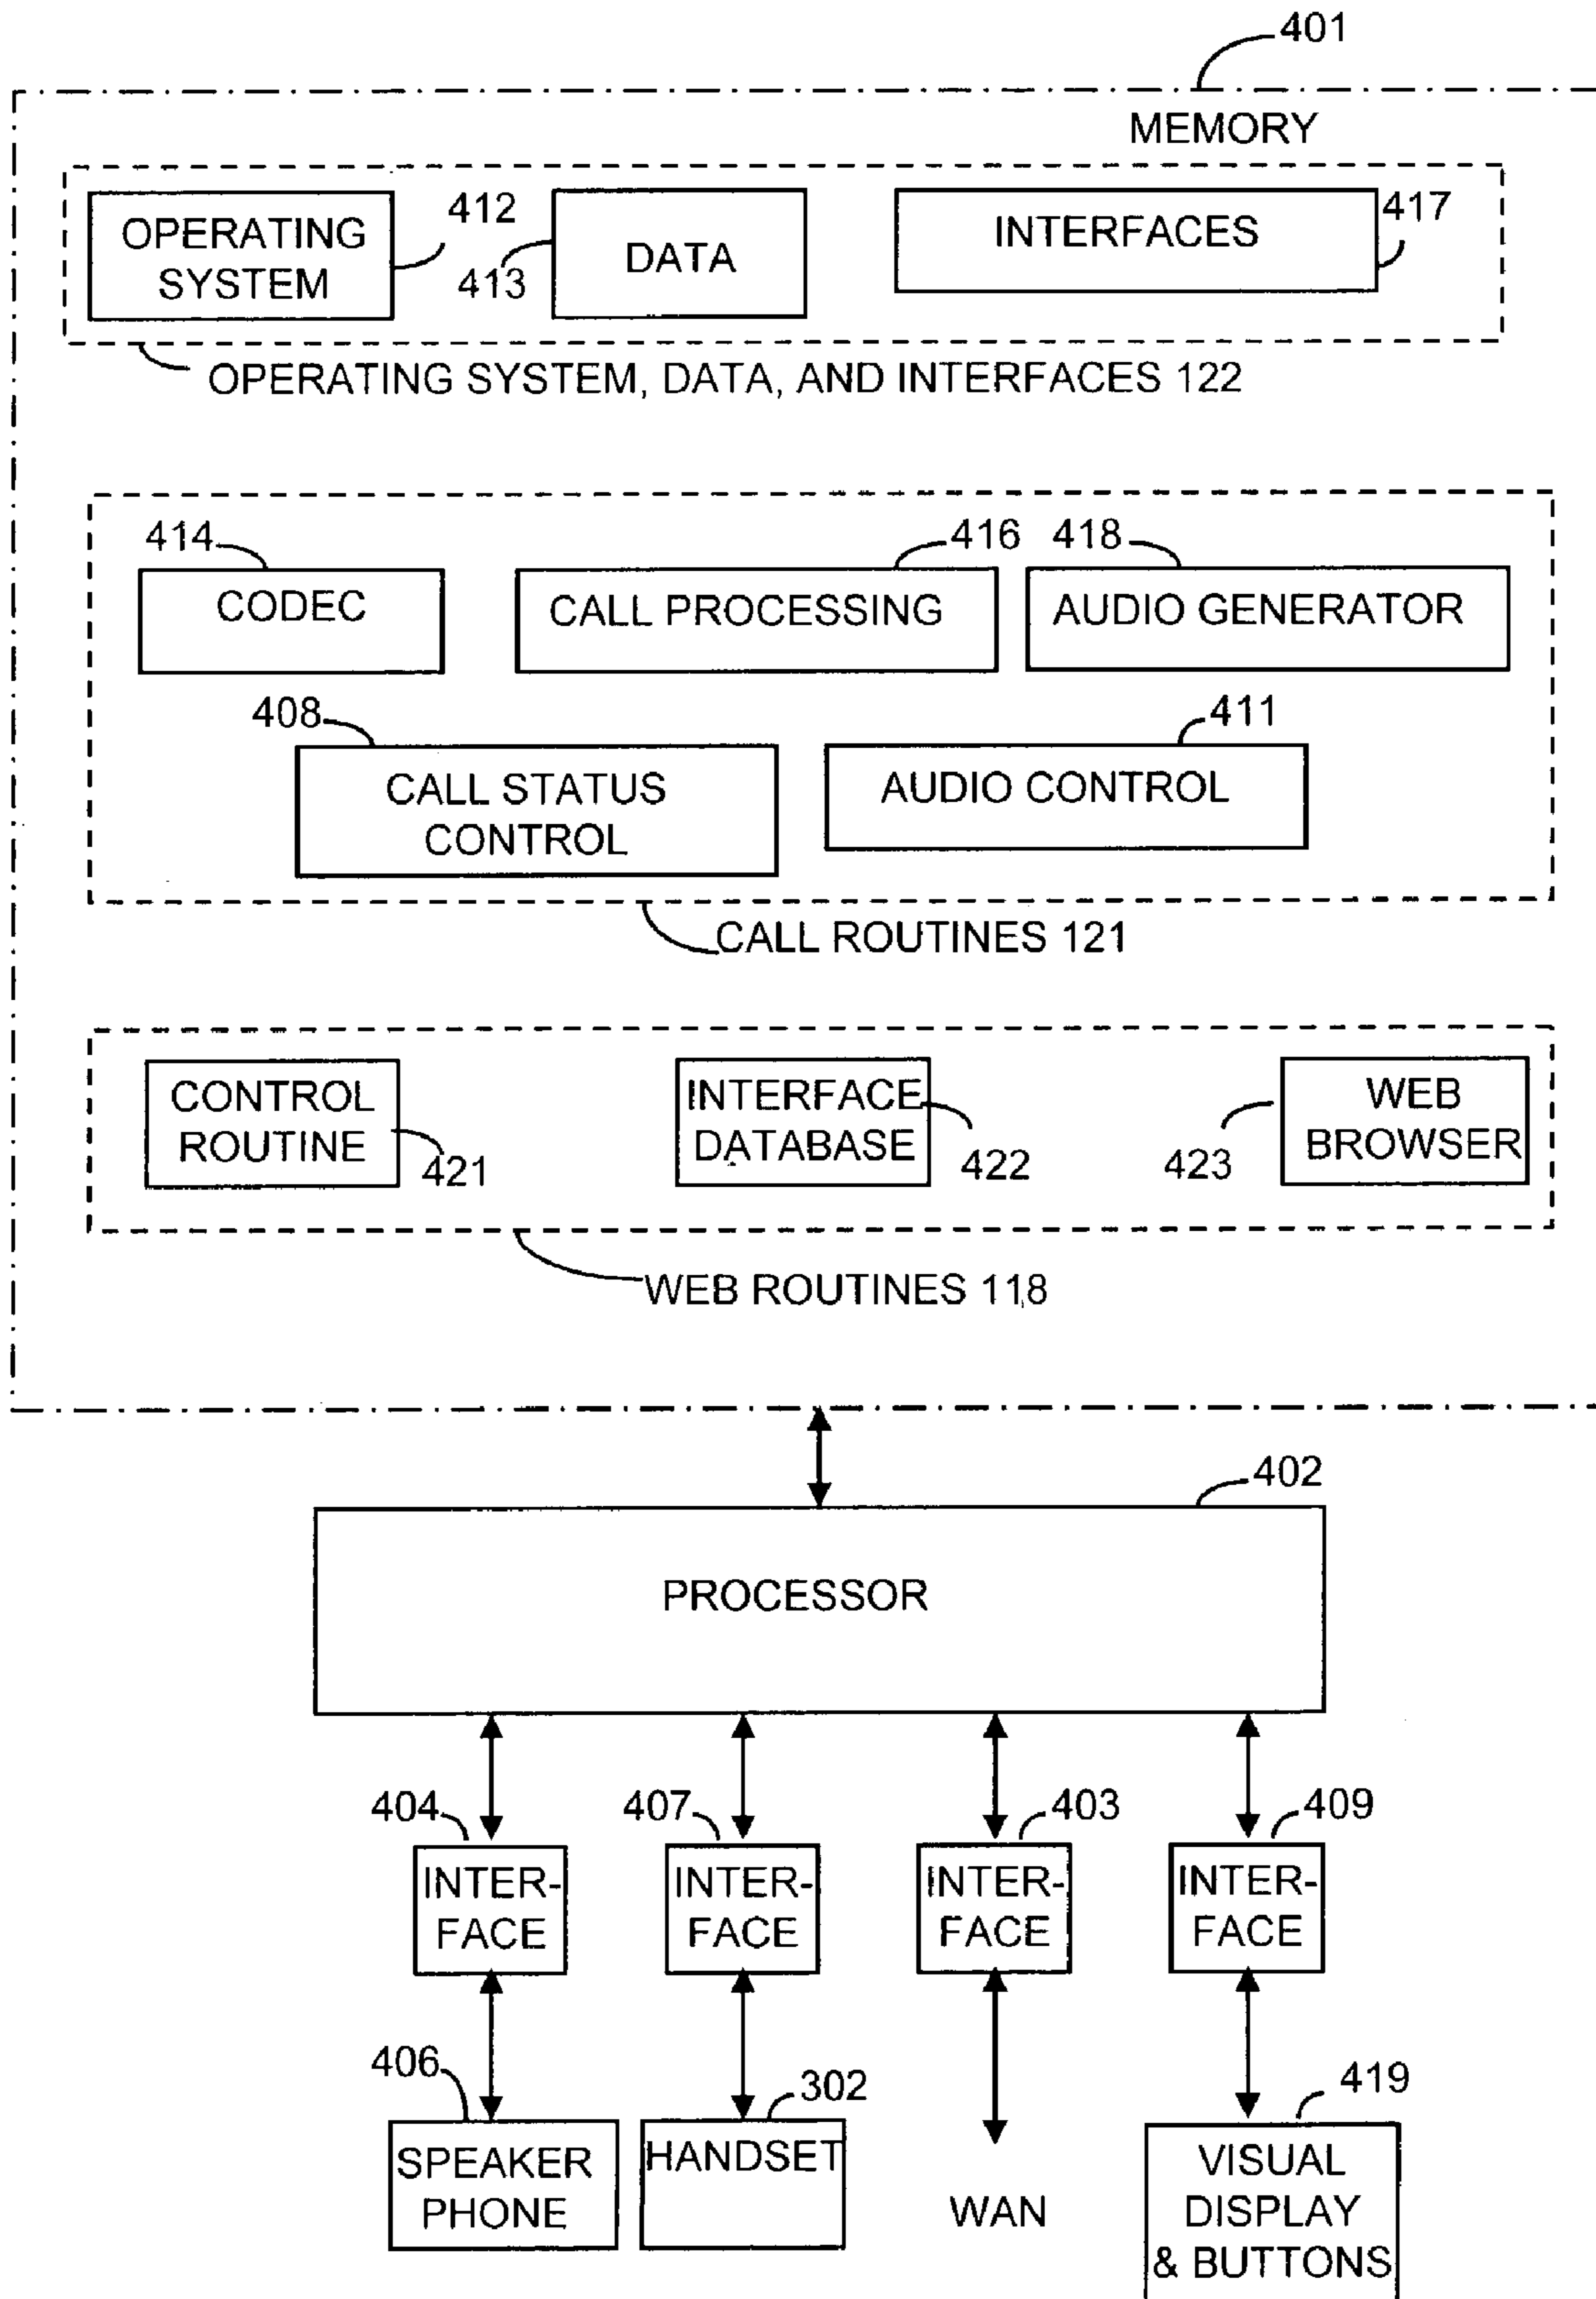 401
MEMORY
OPERATING
SYSTEM
412
413
DATA
INTERFACES
417
OPERATING SYSTEM, DATA, AND INTERFACES 122
414
CODEC
416
CALL PROCESSING
418
AUDIO GENERATOR
408
CALL STATUS
CONTROL
411
AUDIO CONTROL
CALL ROUTINES 121
CONTROL
ROUTINE
421
INTERFACE
DATABASE
422
423
WEB
BROWSER
WEB ROUTINES 118
402
PROCESSOR
404
INTER-
FACE
407
INTER-
FACE
403
INTER-
FACE
409
INTER-
FACE
406
SPEAKER
PHONE
302
HANDSET
WAN
419
VISUAL
DISPLAY
& BUTTONS